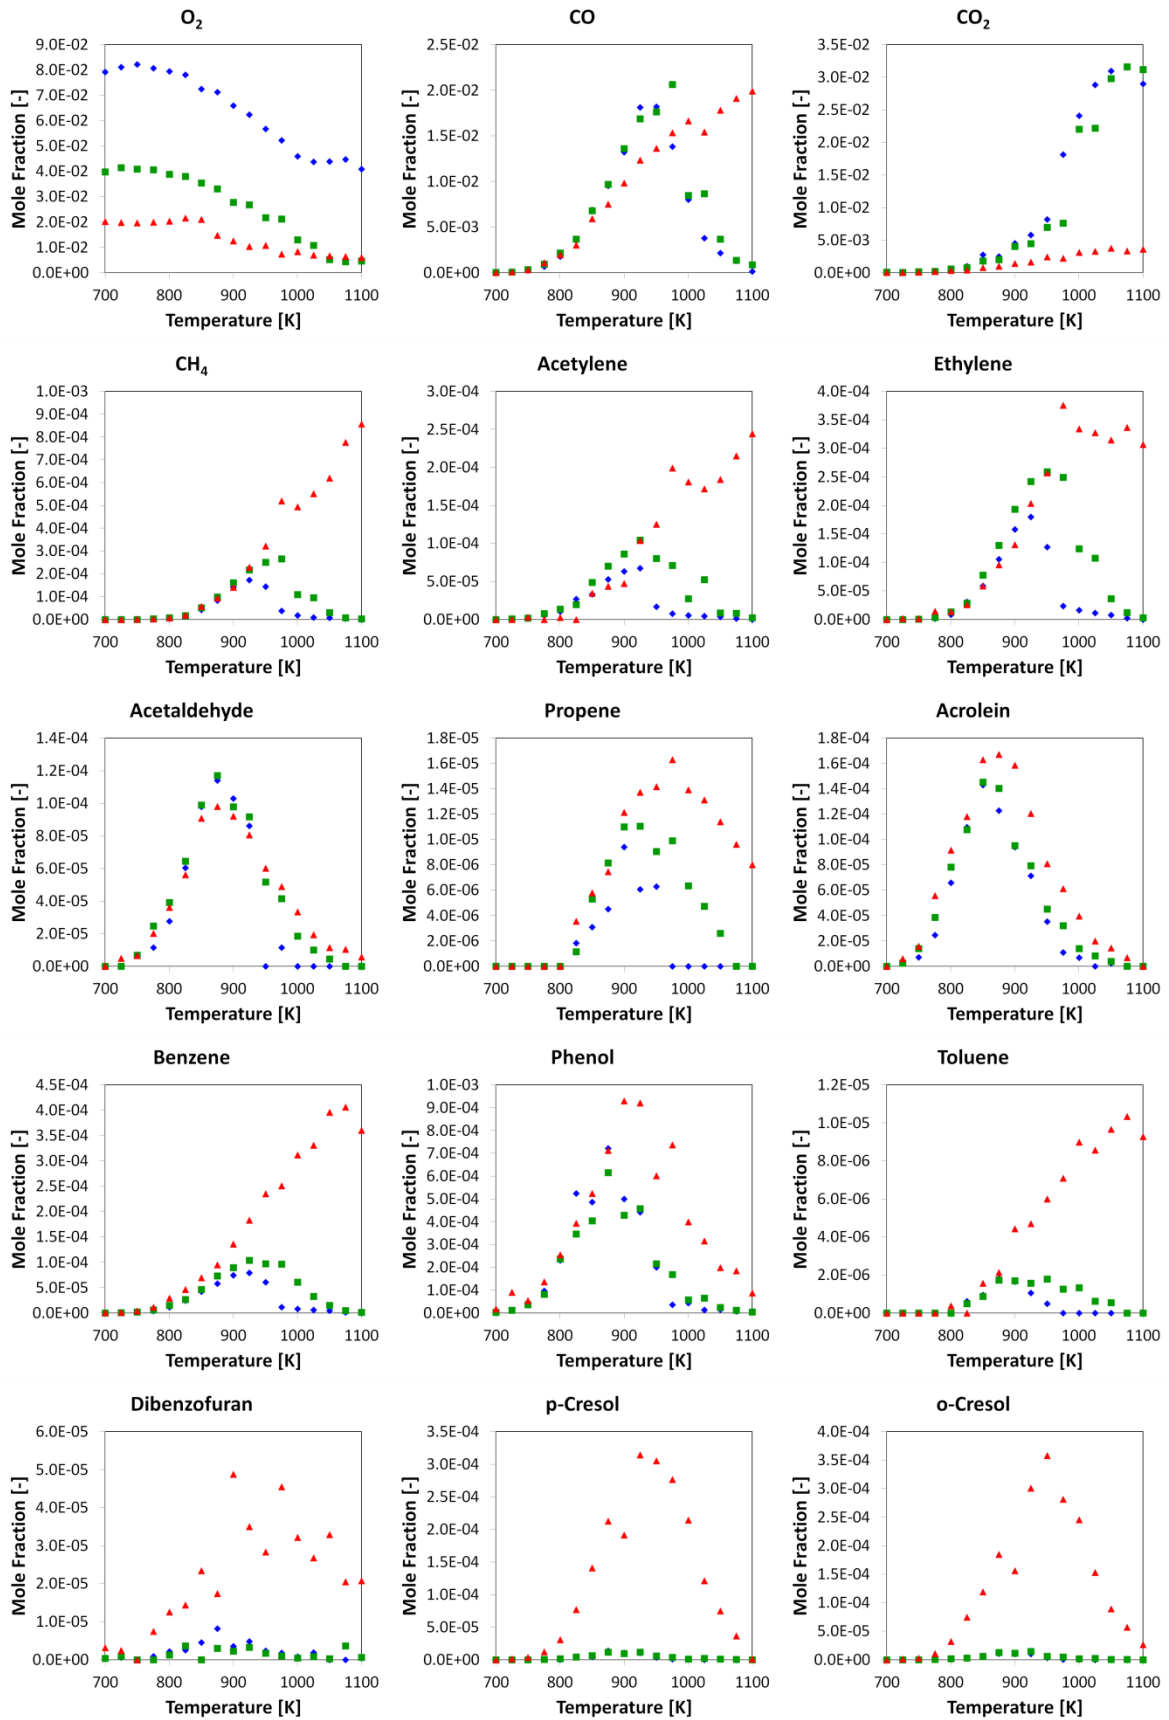 O₂
Mole Fraction [-]
9.0E-02
8.0E-02
7.0E-02
6.0E-02
5.0E-02
4.0E-02
3.0E-02
2.0E-02
1.0E-02
0.0E+00
700 800 900 1000 1100
Temperature [K]
CO
Mole Fraction [-]
2.5E-02
2.0E-02
1.5E-02
1.0E-02
5.0E-03
0.0E+00
700 800 900 1000 1100
Temperature [K]
CO₂
Mole Fraction [-]
3.5E-02
3.0E-02
2.5E-02
2.0E-02
1.5E-02
1.0E-02
5.0E-03
0.0E+00
700 800 900 1000 1100
Temperature [K]
CH₄
Mole Fraction [-]
1.0E-03
9.0E-04
8.0E-04
7.0E-04
6.0E-04
5.0E-04
4.0E-04
3.0E-04
2.0E-04
1.0E-04
0.0E+00
700 800 900 1000 1100
Temperature [K]
Acetylene
Mole Fraction [-]
3.0E-04
2.5E-04
2.0E-04
1.5E-04
1.0E-04
5.0E-05
0.0E+00
700 800 900 1000 1100
Temperature [K]
Ethylene
Mole Fraction [-]
4.0E-04
3.5E-04
3.0E-04
2.5E-04
2.0E-04
1.5E-04
1.0E-04
5.0E-05
0.0E+00
700 800 900 1000 1100
Temperature [K]
Acetaldehyde
Mole Fraction [-]
1.4E-04
1.2E-04
1.0E-04
8.0E-05
6.0E-05
4.0E-05
2.0E-05
0.0E+00
700 800 900 1000 1100
Temperature [K]
Propene
Mole Fraction [-]
1.8E-05
1.6E-05
1.4E-05
1.2E-05
1.0E-05
8.0E-06
6.0E-06
4.0E-06
2.0E-06
0.0E+00
700 800 900 1000 1100
Temperature [K]
Acrolein
Mole Fraction [-]
1.8E-04
1.6E-04
1.4E-04
1.2E-04
1.0E-04
8.0E-05
6.0E-05
4.0E-05
2.0E-05
0.0E+00
700 800 900 1000 1100
Temperature [K]
Benzene
Mole Fraction [-]
4.5E-04
4.0E-04
3.5E-04
3.0E-04
2.5E-04
2.0E-04
1.5E-04
1.0E-04
5.0E-05
0.0E+00
700 800 900 1000 1100
Temperature [K]
Phenol
Mole Fraction [-]
1.0E-03
9.0E-04
8.0E-04
7.0E-04
6.0E-04
5.0E-04
4.0E-04
3.0E-04
2.0E-04
1.0E-04
0.0E+00
700 800 900 1000 1100
Temperature [K]
Toluene
Mole Fraction [-]
1.2E-05
1.0E-05
8.0E-06
6.0E-06
4.0E-06
2.0E-06
0.0E+00
700 800 900 1000 1100
Temperature [K]
Dibenzofuran
Mole Fraction [-]
6.0E-05
5.0E-05
4.0E-05
3.0E-05
2.0E-05
1.0E-05
0.0E+00
700 800 900 1000 1100
Temperature [K]
p-Cresol
Mole Fraction [-]
3.5E-04
3.0E-04
2.5E-04
2.0E-04
1.5E-04
1.0E-04
5.0E-05
0.0E+00
700 800 900 1000 1100
Temperature [K]
o-Cresol
Mole Fraction [-]
4.0E-04
3.5E-04
3.0E-04
2.5E-04
2.0E-04
1.5E-04
1.0E-04
5.0E-05
0.0E+00
700 800 900 1000 1100
Temperature [K]